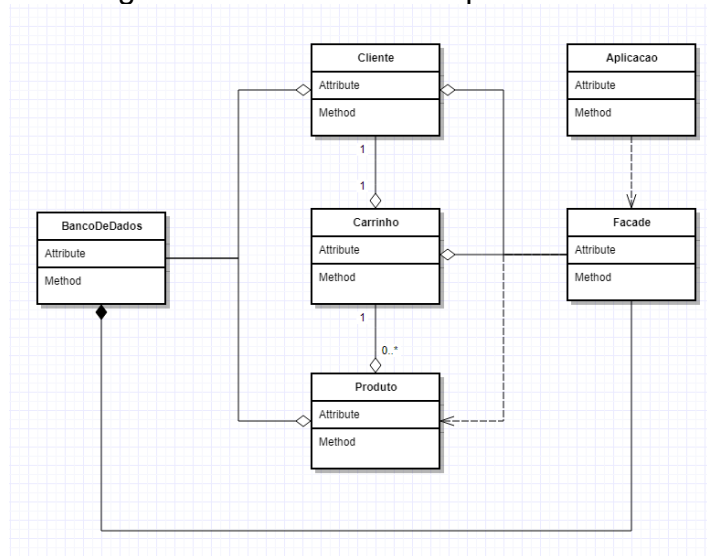 Cliente
Attribute
Method
Aplicacao
Attribute
Method
1
1
BancoDeDados
Attribute
Method
Carrinho
Attribute
Method
Facade
Attribute
Method
1
0..*
Produto
Attribute
Method